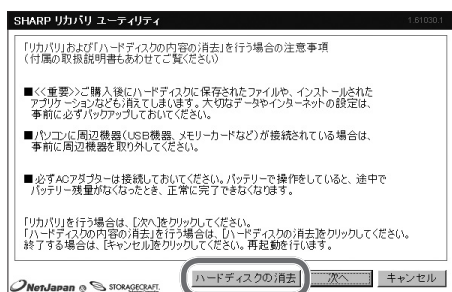 SHARP リカバリ ユーティリティ
1.61030.1
「リカバリ」および「ハードディスクの内容の消去」を行う場合の注意事項
(付属の取扱説明書もあわせてご覧ください)
■<<重要>>ご購入後にハードディスクに保存されたファイルや、インストールされた
アプリケーションなども消えてしまいます。大切なデータやインターネットの設定は、
事前に必ずバックアップしておいてください。
■パソコンに周辺機器(USB機器、メモリーカードなど)が接続されている場合は、
事前に周辺機器を取り外してください。
■必ずACアダプターは接続しておいてください。バッテリーで操作をしていると、途中で
バッテリー残量がなくなったとき、正常に完了できなくなります。
「リカバリ」を行う場合は、[次へ]をクリックしてください。
「ハードディスクの内容の消去」を行う場合は、[ハードディスクの消去]をクリックしてください。
終了する場合は、[キャンセル]をクリックしてください。再起動を行います。
NetJapan STORAGECRAFT.
ハードディスクの消去 次へ キャンセル